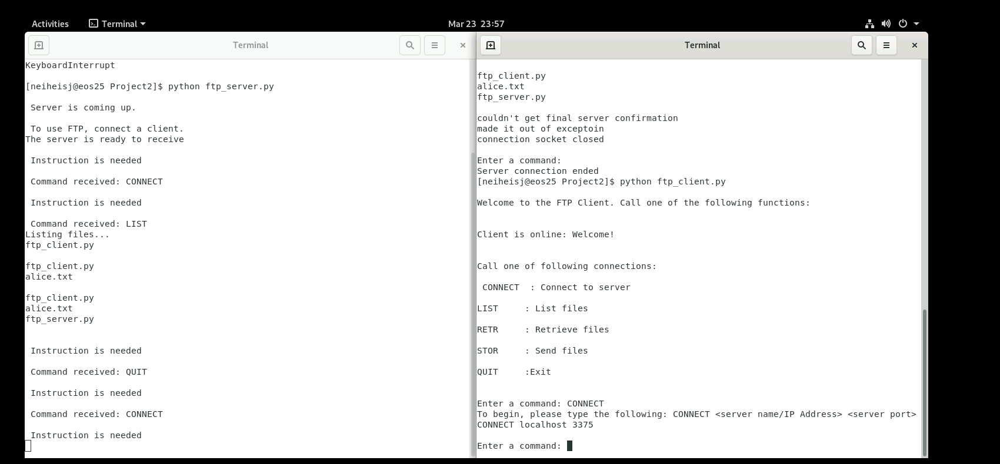 Activities Terminal Mar 23 23:57
Terminal
KeyboardInterrupt
[neiheisj@eos25 Project2]$ python ftp_server.py
Server is coming up.
To use FTP, connect a client.
The server is ready to receive
Instruction is needed
Command received: CONNECT
Instruction is needed
Command received: LIST
Listing files...
ftp_client.py
ftp_client.py
alice.txt
ftp_client.py
alice.txt
ftp_server.py
Instruction is needed
Command received: QUIT
Instruction is needed
Command received: CONNECT
Instruction is needed
Terminal
ftp_client.py
alice.txt
ftp_server.py
couldn't get final server confirmation
made it out of exceptoin
connection socket closed
Enter a command:
Server connection ended
[neiheisj@eos25 Project2]$ python ftp_client.py
Welcome to the FTP Client. Call one of the following functions:
Client is online: Welcome!
Call one of following connections:
CONNECT  : Connect to server
LIST     : List files
RETR     : Retrieve files
STOR     : Send files
QUIT     :Exit
Enter a command: CONNECT
To begin, please type the following: CONNECT <server name/IP Address> <server port>
CONNECT localhost 3375
Enter a command: